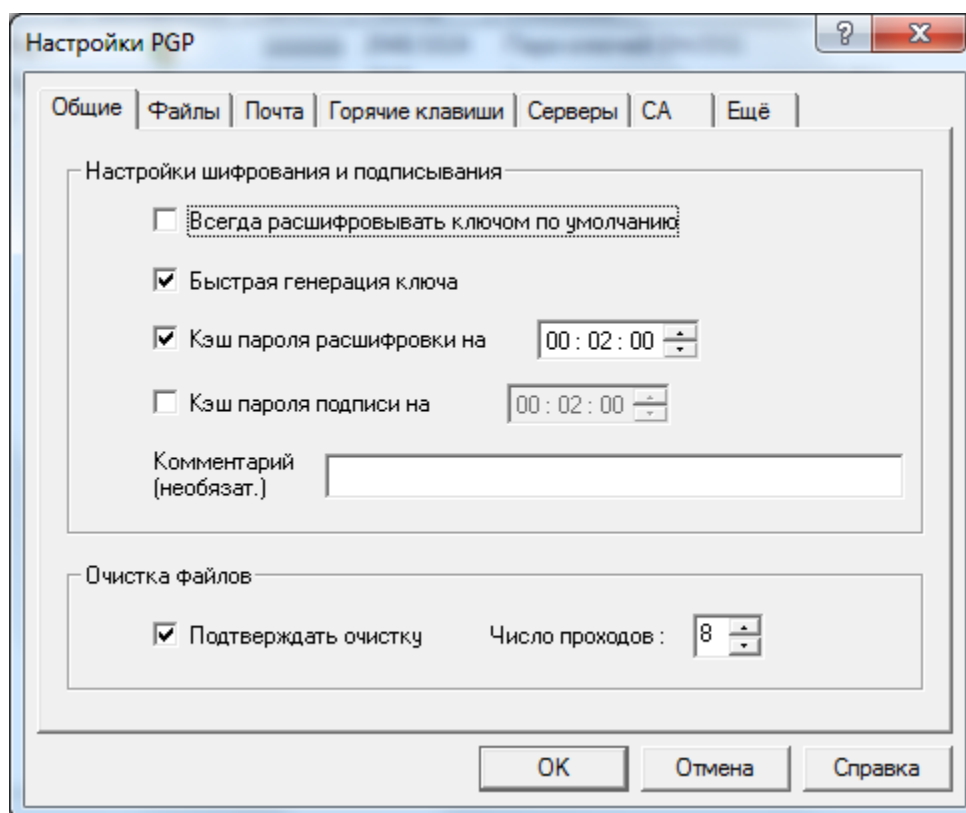 Настройки PGP
Общие Файлы Почта Горячие клавиши Серверы CA Ещё
Настройки шифрования и подписывания
Всегда расшифровывать ключом по умолчанию
Быстрая генерация ключа
Кэш пароля расшифровки на 00 : 02 : 00
Кэш пароля подписи на 00 : 02 : 00
Комментарий
(необязат.)
Очистка файлов
Подтверждать очистку Число проходов : 8
OK Отмена Справка